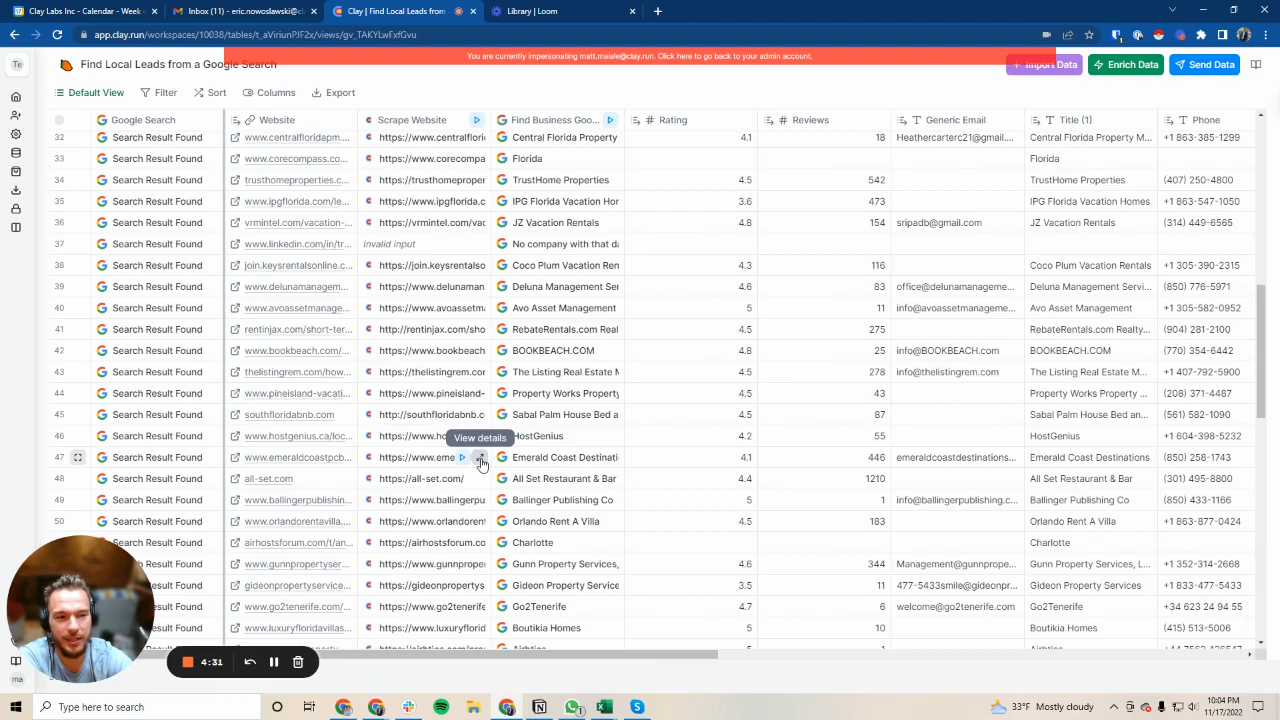 Clay Labs Inc - Calendar - Week
Inbox (5) - eric.nowoslawski@
Clay | Find Local Leads from
Library | Loom
app.clay.run/workspaces/10038/tables/t_aViriunPJF2x/views/gv_TAKYLwFxfGvu
You are currently impersonating matt.maiale@clay.run. Click here to go back to your admin account.
Find Local Leads from a Google Search
Import Data Enrich Data Send Data
Default View Filter Sort Columns Export
Google Search Website Scrape Website Find Business Goo... # Rating # Reviews T Generic Email T Title (1) T Phone
32 Search Result Found www.centralfloridapm.... https://www.centralflori Central Florida Property 4.1 18 Heathercarterc21@gmail.... Central Florida Property M... +1 863-385-1299
33 Search Result Found www.corecompass.co... https://www.corecompa Florida Florida
34 Search Result Found trusthomeproperties.c... https://trusthomeproper TrustHome Properties 4.5 542 TrustHome Properties (407) 250-4800
35 Search Result Found www.ipgflorida.com/le... https://www.ipgflorida.c IPG Florida Vacation Hor 3.6 473 IPG Florida Vacation Homes +1 863-547-1050
36 Search Result Found vrmintel.com/vacation-... https://vrmintel.com/vac JZ Vacation Rentals 4.8 154 sripadb@gmail.com JZ Vacation Rentals (314) 449-6565
37 Search Result Found www.linkedin.com/in/tr... Invalid input No company with that da
38 Search Result Found join.keysrentalsonline.c... https://join.keysrentalso Coco Plum Vacation Ren 4.3 116 Coco Plum Vacation Rentals +1 305-390-2315
39 Search Result Found www.delunamanagem... https://www.delunaman Deluna Management Ser 4.6 83 office@delunamanageme... Deluna Management Servi... (850) 776-5971
40 Search Result Found www.avoassetmanage... https://www.avoassetm Avo Asset Management 5 11 info@avoassetmanageme... Avo Asset Management +1 305-582-0952
41 Search Result Found rentinjax.com/short-ter... http://rentinjax.com/sho RebateRentals.com Real 4.5 275 RebateRentals.com Realty... (904) 281-2100
42 Search Result Found www.bookbeach.com/... https://www.bookbeach BOOKBEACH.COM 4.8 25 info@BOOKBEACH.com BOOKBEACH.COM (770) 354-6442
43 Search Result Found thelistingrem.com/how... https://thelistingrem.cor The Listing Real Estate M 4.5 278 info@thelistingrem.com The Listing Real Estate M... +1 407-792-5900
44 Search Result Found www.pineisland-vacati... https://www.pineisland- Property Works Property 4.5 43 Property Works Property... (208) 371-4487
45 Search Result Found southfloridabnb.com http://southfloridabnb.c Sabal Palm House Bed a 4.5 87 Sabal Palm House Bed an... (561) 582-1090
46 Search Result Found www.hostgenius.ca/loc... https://www.hc HostGenius 4.2 55 HostGenius +1 604-398-5232
View details
47 Search Result Found www.emeraldcoastpcb... https://www.eme Emerald Coast Destinati 4.1 446 emeraldcoastdestinations... Emerald Coast Destinations (850) 258-1743
48 Search Result Found all-set.com https://all-set.com/ All Set Restaurant & Bar 4.4 1210 All Set Restaurant & Bar (301) 495-8800
49 Search Result Found www.ballingerpublishin... https://www.ballingerpu Ballinger Publishing Co 5 1 info@ballingerpublishing.c... Ballinger Publishing Co (850) 433-1166
50 Search Result Found www.orlandorentavilla.... https://www.orlandorent Orlando Rent A Villa 4.5 183 Orlando Rent A Villa +1 863-877-0424
Search Result Found airhostsforum.com/t/an... https://airhostsforum.co Charlotte Charlotte
Search Result Found www.gunnpropertyser... https://www.gunnprope Gunn Property Services, 4.6 344 Management@gunnprope... Gunn Property Services, L... +1 352-314-2668
Search Result Found gideonpropertyservice... https://gideonpropertys Gideon Property Service 3.5 11 477-5433smile@gideonpr... Gideon Property Services +1 833-477-5433
Search Result Found www.go2tenerife.com/... https://www.go2tenerife Go2Tenerife 4.7 6 welcome@go2tenerife.com Go2Tenerife +34 623 24 94 55
Search Result Found www.luxuryfloridavillas... https://www.luxuryflorid Boutikia Homes 5 10 Boutikia Homes (415) 513-5006
4:31
ma
Type here to search
33°F Mostly cloudy
10:04 AM
11/17/2022